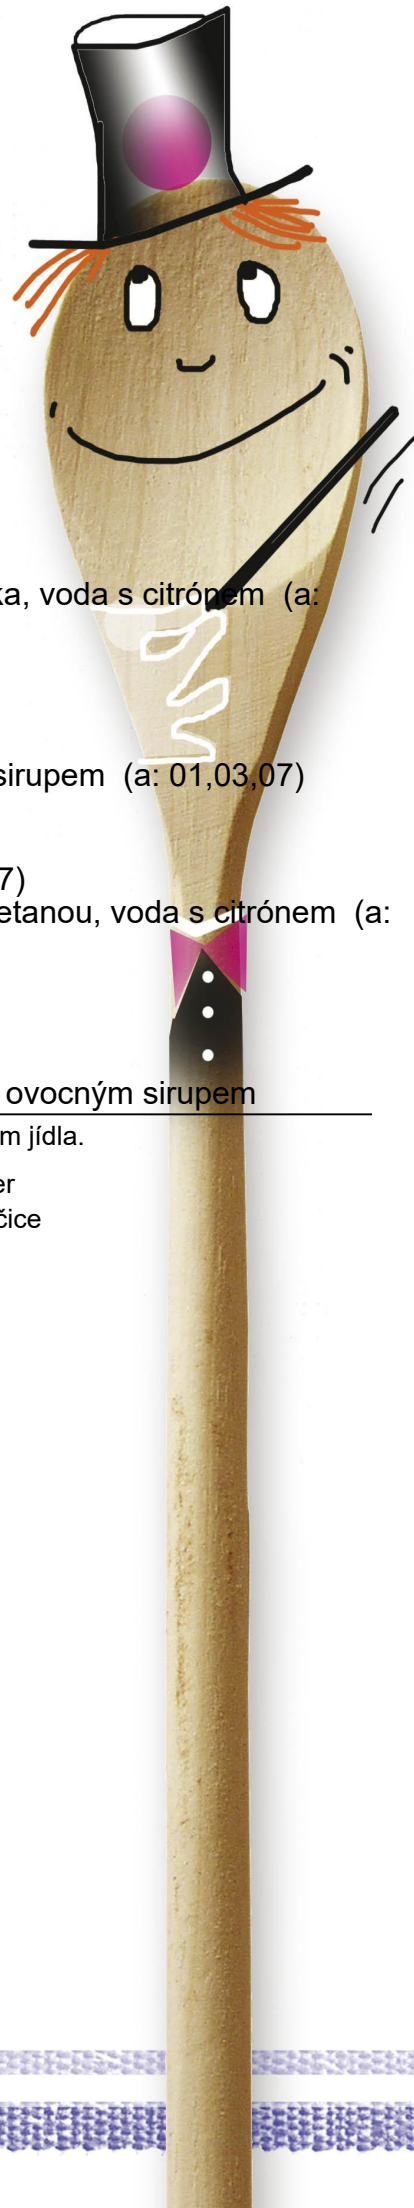 ka, voda s citrónem (a:
sirupem (a: 01,03,07)
7)
etanou, voda s citrónem (a:
ovocným sirupem
m jídla.
er
čice